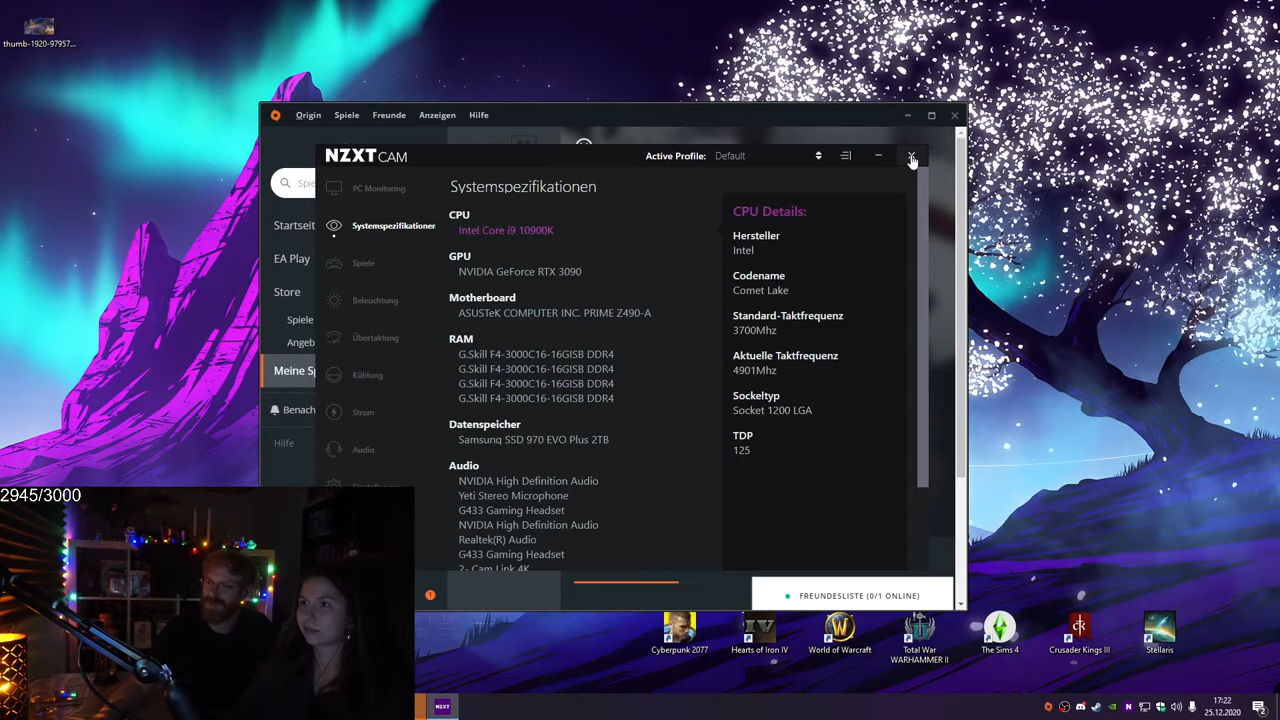 thumb-1920-97957...
Origin Spiele Freunde Anzeigen Hilfe
NZXT CAM
Active Profile: Default
Spie
Startseit
EA Play
Store
Spiele
Angeb
Meine Sp
Benach
Hilfe
PC Monitoring
Systemspezifikationen
Spiele
Beleuchtung
Übertaktung
Kühlung
Strom
Audio
Systemspezifikationen
CPU
Intel Core i9 10900K
GPU
NVIDIA GeForce RTX 3090
Motherboard
ASUSTeK COMPUTER INC. PRIME Z490-A
RAM
G.Skill F4-3000C16-16GISB DDR4
G.Skill F4-3000C16-16GISB DDR4
G.Skill F4-3000C16-16GISB DDR4
G.Skill F4-3000C16-16GISB DDR4
Datenspeicher
Samsung SSD 970 EVO Plus 2TB
Audio
NVIDIA High Definition Audio
Yeti Stereo Microphone
G433 Gaming Headset
NVIDIA High Definition Audio
Realtek(R) Audio
G433 Gaming Headset
2- Cam Link 4K
CPU Details:
Hersteller
Intel
Codename
Comet Lake
Standard-Taktfrequenz
3700Mhz
Aktuelle Taktfrequenz
4901Mhz
Sockeltyp
Socket 1200 LGA
TDP
125
2945/3000
FREUNDESLISTE (0/1 ONLINE)
Cyberpunk 2077
Hearts of Iron IV
World of Warcraft
Total War
WARHAMMER II
The Sims 4
Crusader Kings III
Stellaris
NZXT
17:22
25.12.2020
2